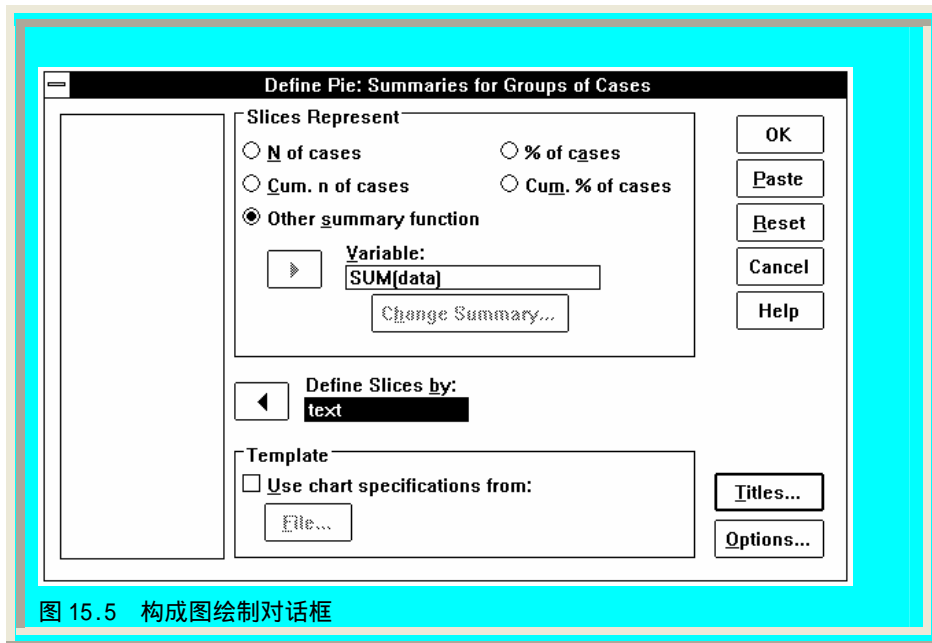 Define Pie: Summaries for Groups of Cases
Slices Represent
N of cases
% of cases
Cum. n of cases
Cum. % of cases
Other summary function
Variable:
SUM(data)
Change Summary...
OK
Paste
Reset
Cancel
Help
Define Slices by:
text
Template
Use chart specifications from:
File...
Titles...
Options...
图 15.5 构成图绘制对话框